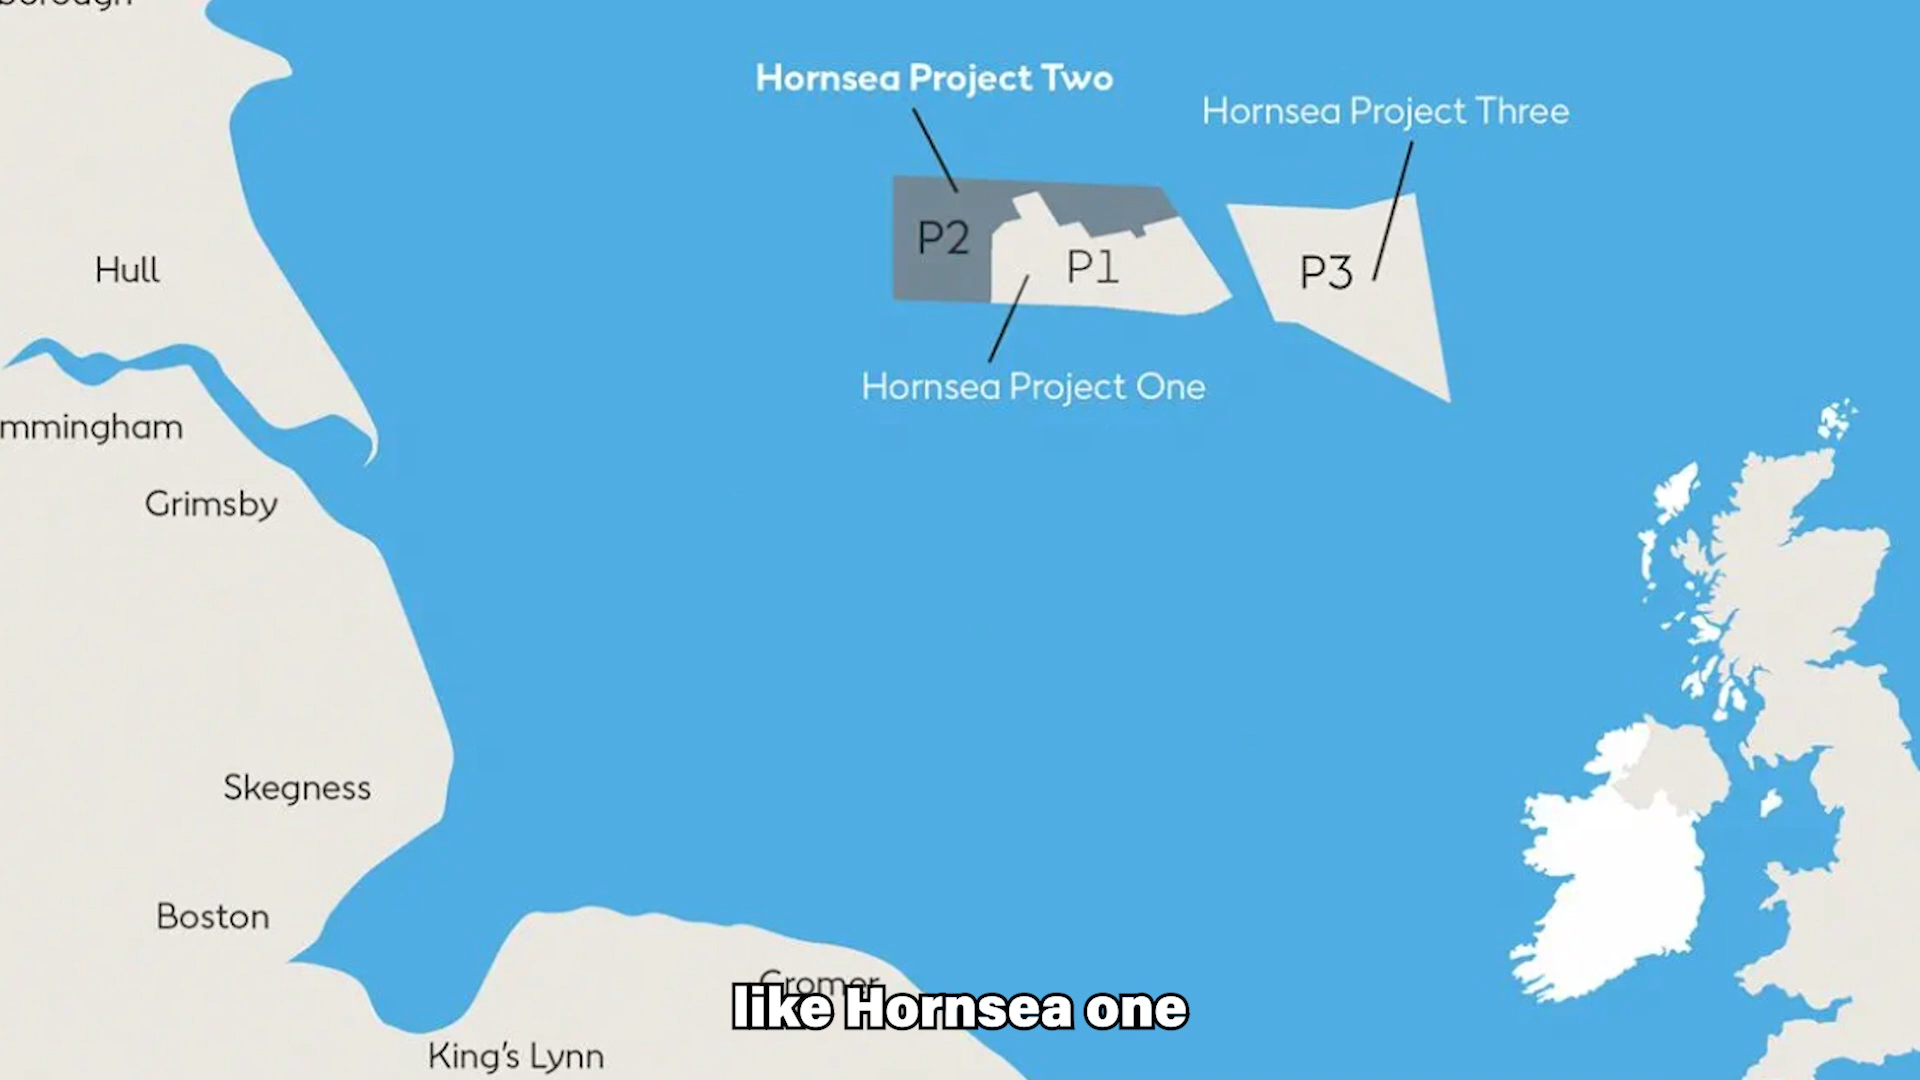 Hornsea Project Two
Hornsea Project Three
P2
P1
P3
Hull
Hornsea Project One
mmingham
Grimsby
Skegness
Boston
Cromer
like Hornsea one
King's Lynn